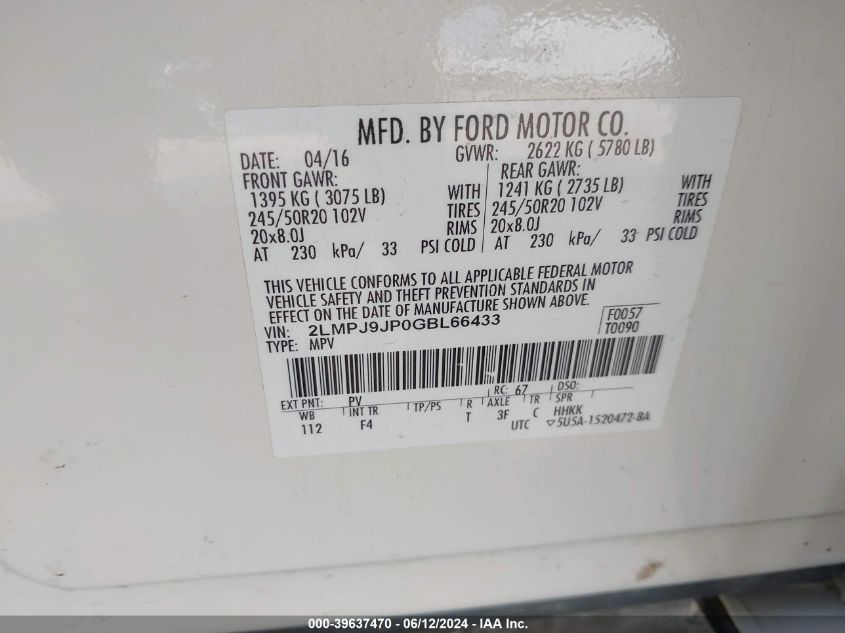 MFD. BY FORD MOTOR CO.
DATE: 04/16 GVWR: 2622 KG ( 5780 LB)
FRONT GAWR: REAR GAWR:
1395 KG ( 3075 LB) WITH 1241 KG ( 2735 LB) WITH
245/50R20 102V TIRES 245/50R20 102V TIRES
20x8.0J RIMS 20x8.0J RIMS
AT 230 kPa/ 33 PSI COLD AT 230 kPa/ 33 PSI COLD
THIS VEHICLE CONFORMS TO ALL APPLICABLE FEDERAL MOTOR
VEHICLE SAFETY AND THEFT PREVENTION STANDARDS IN
EFFECT ON THE DATE OF MANUFACTURE SHOWN ABOVE.
VIN: 2LMPJ9JP0GBL66433 F0057
TYPE: MPV T0090
EXT PNT: PV RC: 67 DSO:
WB INT TR TP/PS R AXLE TR SPR
112 F4 T 3F C HHKK
UTC ▽5U5A-1520472-BA
000-39637470 - 06/12/2024 - IAA Inc.